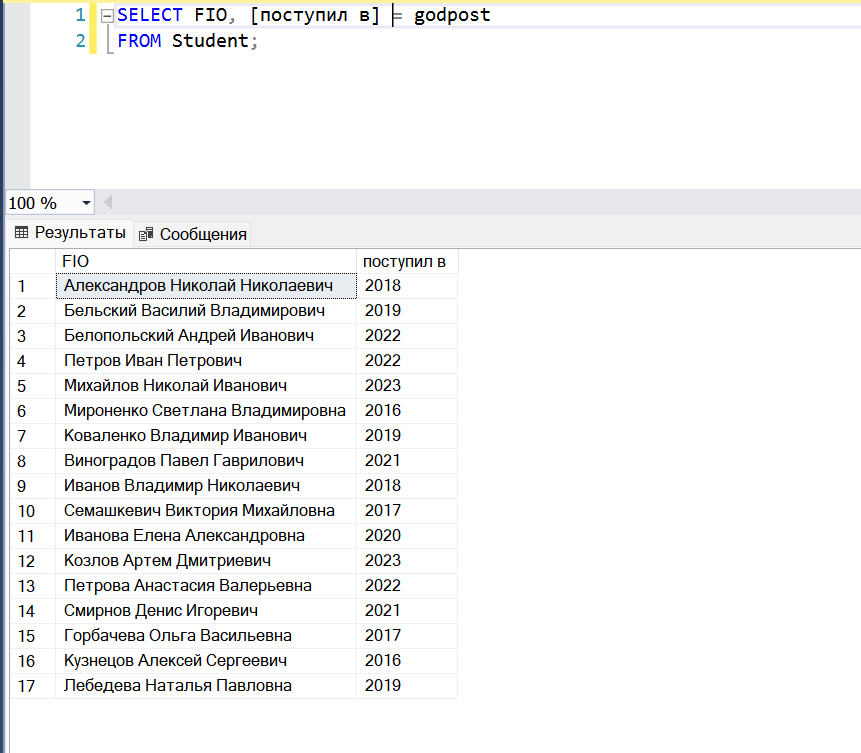 1 SELECT FIO, [поступил в] = godpost
2 FROM Student;
100 %
Результаты Сообщения
FIO поступил в
1 Александров Николай Николаевич 2018
2 Бельский Василий Владимирович 2019
3 Белопольский Андрей Иванович 2022
4 Петров Иван Петрович 2022
5 Михайлов Николай Иванович 2023
6 Мироненко Светлана Владимировна 2016
7 Коваленко Владимир Иванович 2019
8 Виноградов Павел Гаврилович 2021
9 Иванов Владимир Николаевич 2018
10 Семашкевич Виктория Михайловна 2017
11 Иванова Елена Александровна 2020
12 Козлов Артем Дмитриевич 2023
13 Петрова Анастасия Валерьевна 2022
14 Смирнов Денис Игоревич 2021
15 Горбачева Ольга Васильевна 2017
16 Кузнецов Алексей Сергеевич 2016
17 Лебедева Наталья Павловна 2019